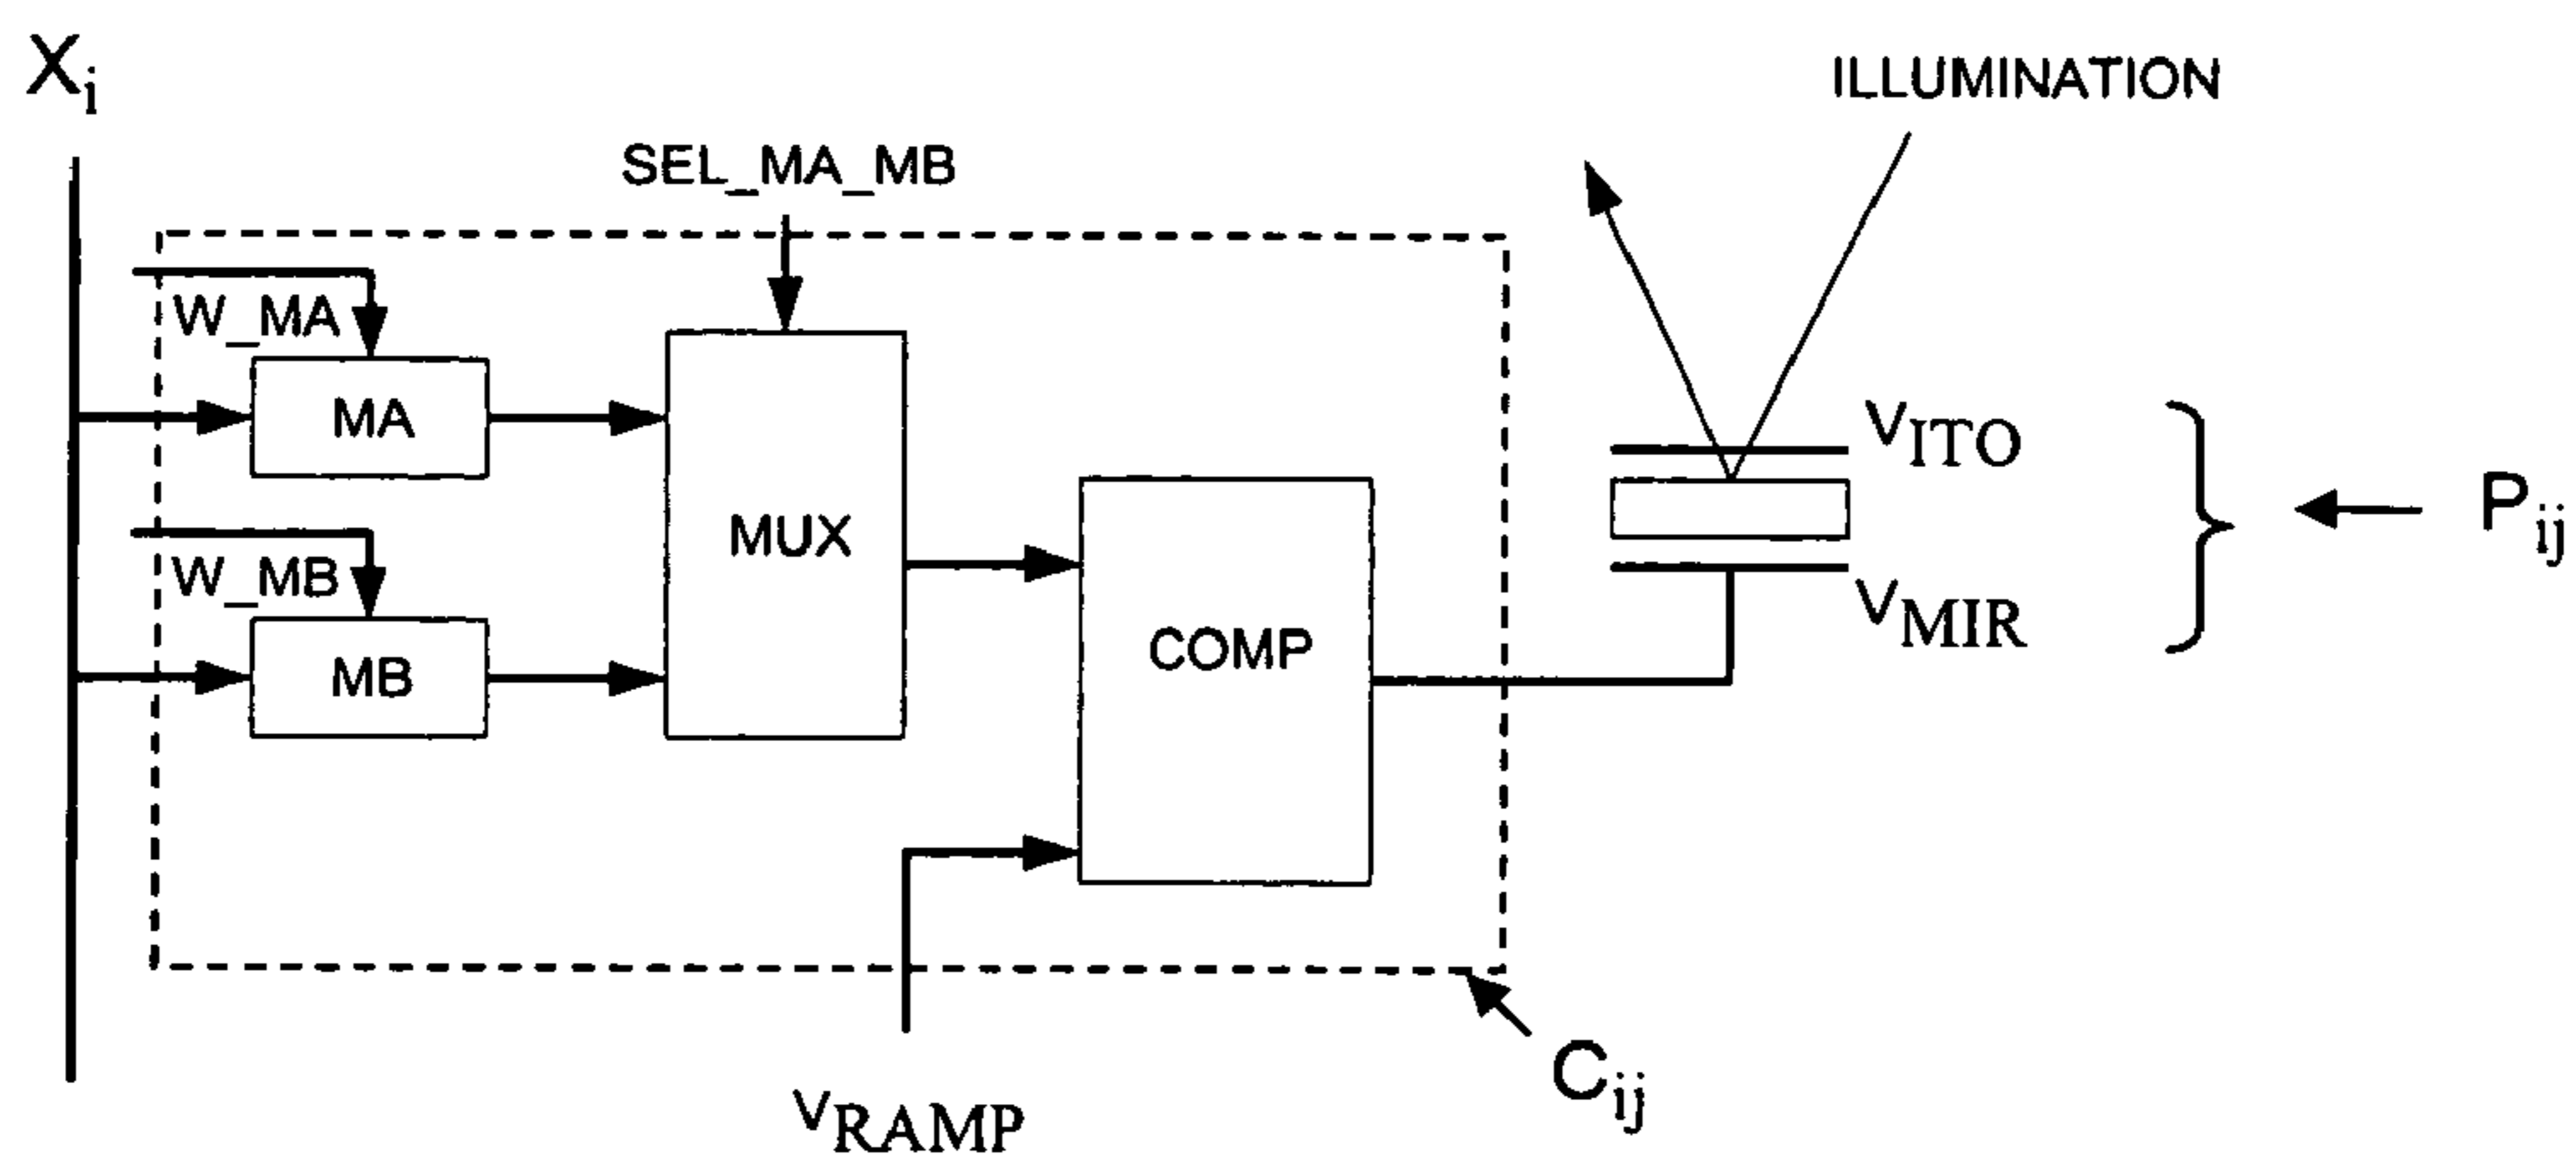 Xi
ILLUMINATION
SEL_MA_MB
W_MA
MA
VITO
MUX
Pij
W_MB
VMIR
COMP
MB
Cij
VRAMP